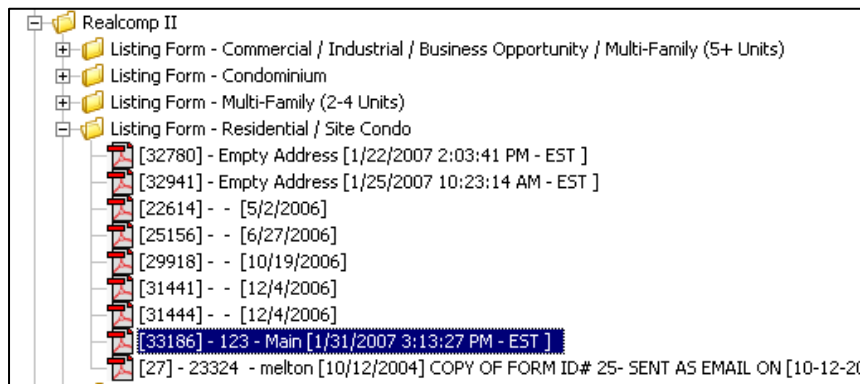 Realcomp II
Listing Form - Commercial / Industrial / Business Opportunity / Multi-Family (5+ Units)
Listing Form - Condominium
Listing Form - Multi-Family (2-4 Units)
Listing Form - Residential / Site Condo
[32780] - Empty Address [1/22/2007 2:03:41 PM - EST ]
[32941] - Empty Address [1/25/2007 10:23:14 AM - EST ]
[22614] -  -  [5/2/2006]
[25156] -  -  [6/27/2006]
[29918] -  -  [10/19/2006]
[31441] -  -  [12/4/2006]
[31444] -  -  [12/4/2006]
[33186] - 123 - Main [1/31/2007 3:13:27 PM - EST ]
[27] - 23324  - melton [10/12/2004] COPY OF FORM ID# 25- SENT AS EMAIL ON [10-12-20